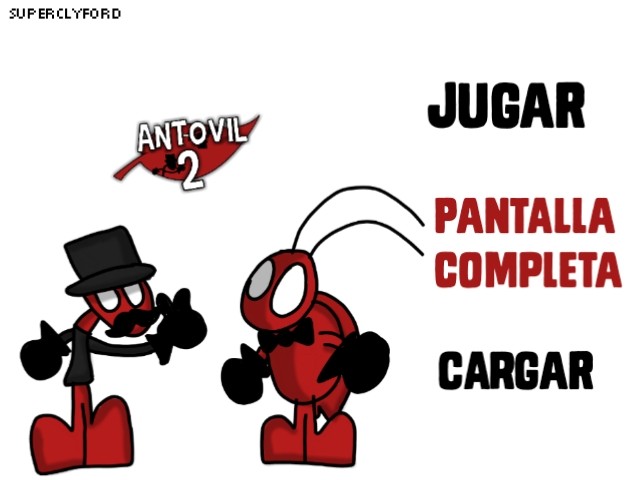 SUPERCLYFORD
JUGAR
ANT-OVIL
2
PANTALLA
COMPLETA
CARGAR